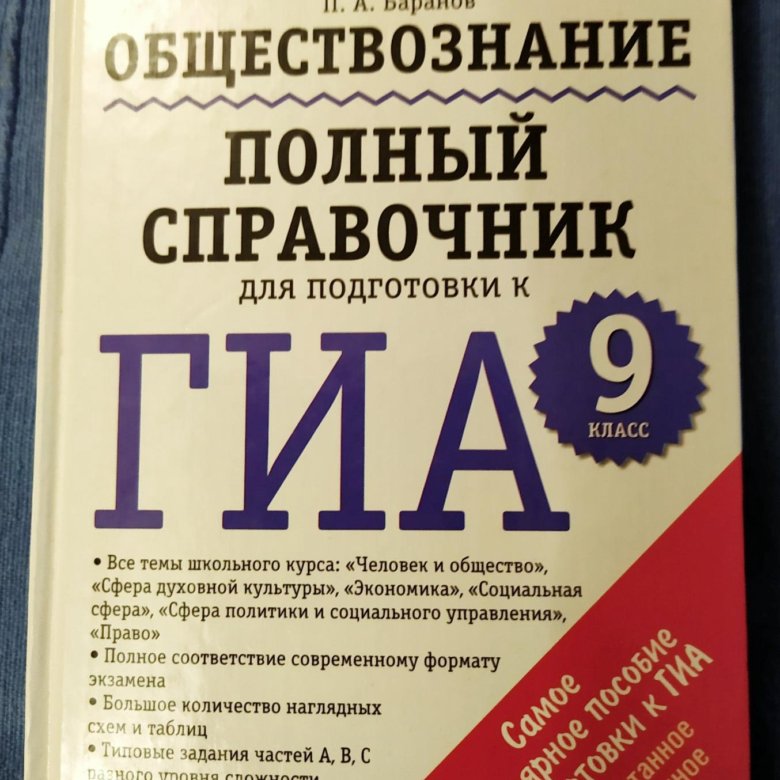 П. А. Баранов
ОБЩЕСТВОЗНАНИЕ
ПОЛНЫЙ
СПРАВОЧНИК
для подготовки к
ГИА
9
КЛАСС
• Все темы школьного курса: «Человек и общество»,
«Сфера духовной культуры», «Экономика», «Социальная
сфера», «Сфера политики и социального управления»,
«Право»
• Полное соответствие современному формату
экзамена
• Большое количество наглядных
схем и таблиц
• Типовые задания частей А, В, С
разного уровня сложности
Самое
пособие
к ГИА